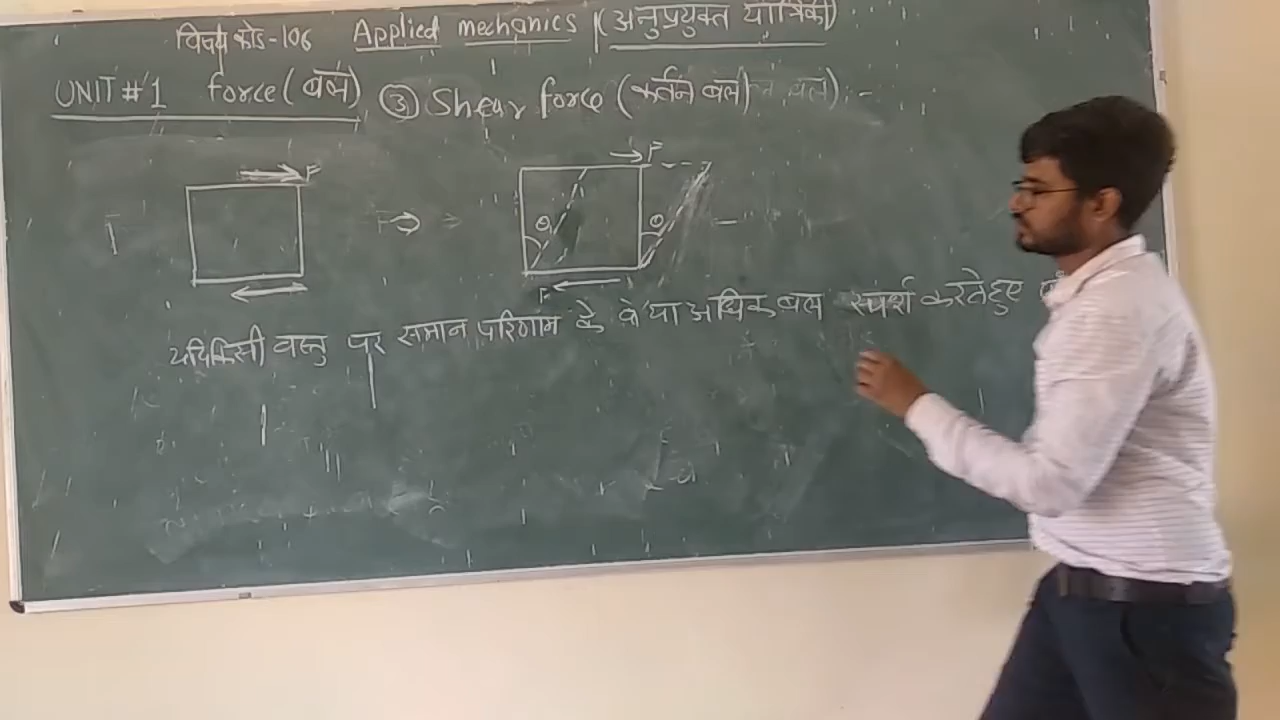 विषय कोड-106 Applied mechanics (अनुप्रयुक्त यांत्रिकी)
UNIT #1 force (बल) ③ Shear force (कर्तन बल) :-
F
F
θ θ
F
यदि किसी वस्तु पर समान परिणाम के दो या अधिक बल स्पर्श करते हुए